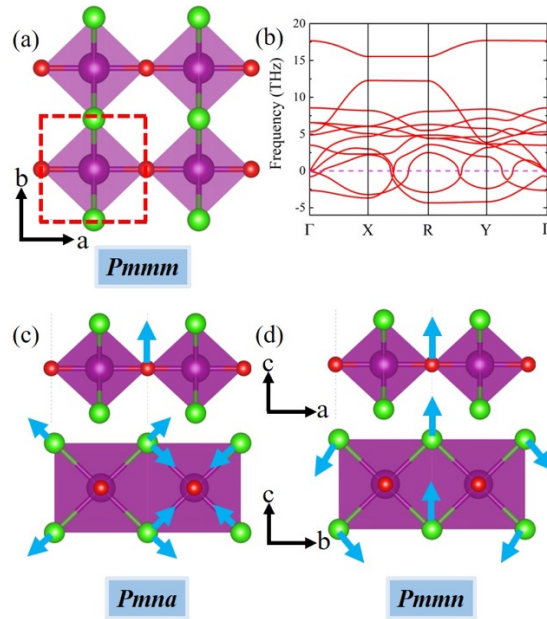 (a)
b
a
Pmmm
(b)
Frequency (THz)
20
15
10
5
0
-5
Γ X R Y Γ
(c)
(d)
c
a
c
b
Pmna
Pmmn